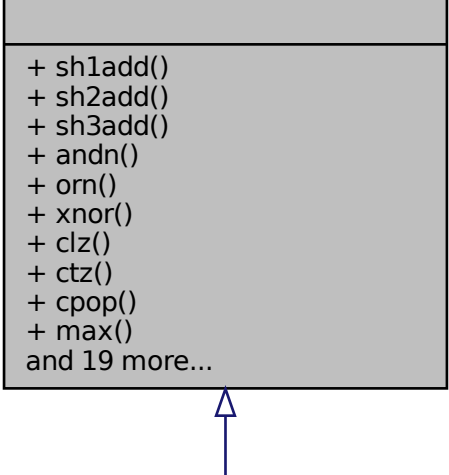 + sh1add()
+ sh2add()
+ sh3add()
+ andn()
+ orn()
+ xnor()
+ clz()
+ ctz()
+ cpop()
+ max()
and 19 more...